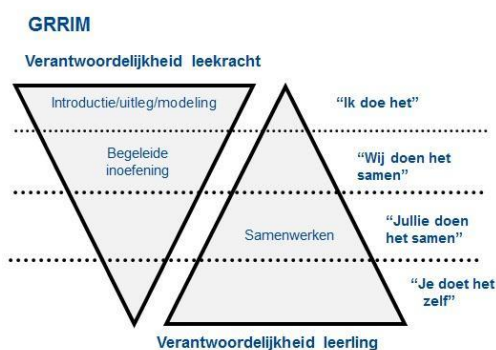 GRRIM
Verantwoordelijkheid leekracht
Introductie/uitleg/modeling
“Ik doe het”
Begeleide
inoefening
“Wij doen het
samen”
Samenwerken
“Jullie doen
het samen”
“Je doet het
zelf”
Verantwoordelijkheid leerling